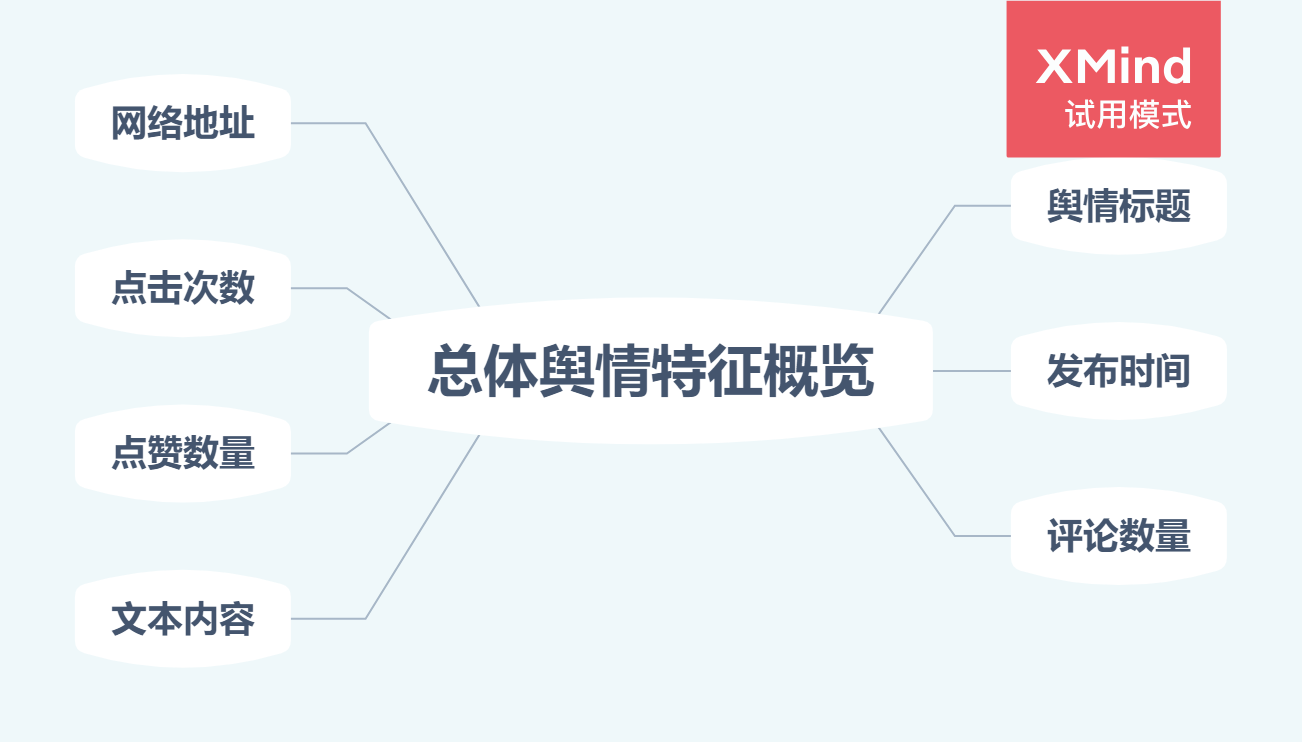 XMind
试用模式
网络地址
点击次数
点赞数量
文本内容
总体舆情特征概览
舆情标题
发布时间
评论数量